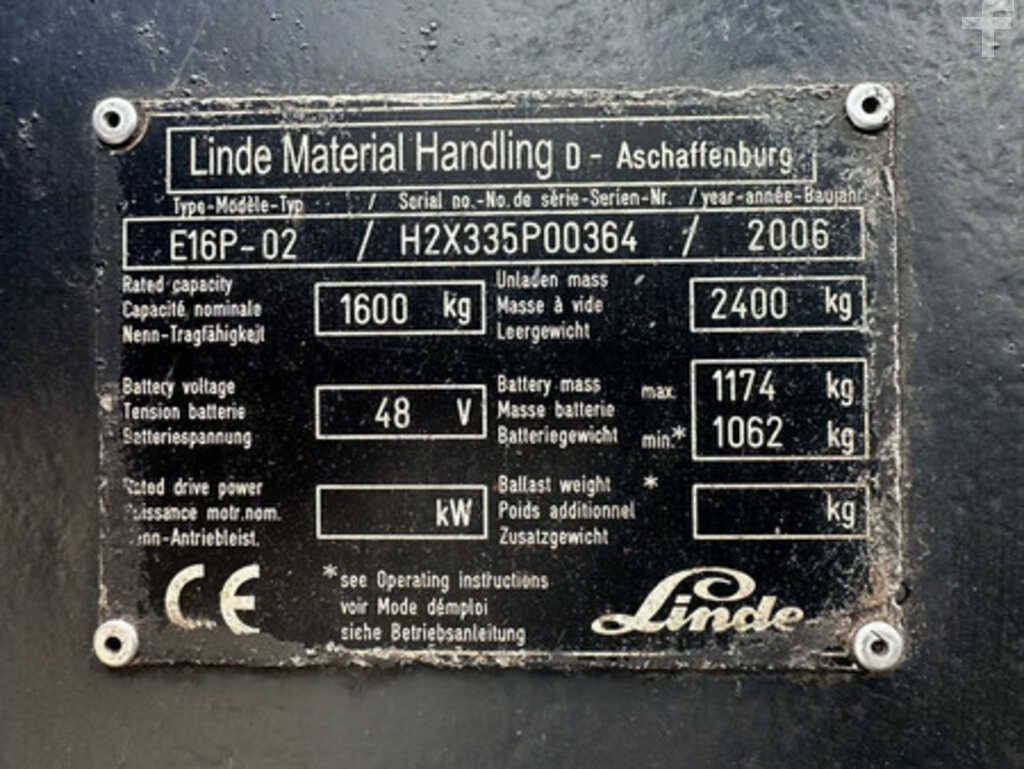 Linde Material Handling D - Aschaffenburg
Type-Modèle-Typ / Serial no.-No.de série-Serien-Nr. / year-année-Baujahr
E16P-02 / H2X335P00364 / 2006
Rated capacity
Capacité nominale
Nenn-Tragfähigkeit
1600 kg
Unladen mass
Masse à vide
Leergewicht
2400 kg
Battery voltage
Tension batterie
Batteriespannung
48 V
Battery mass max.
Masse batterie
Batteriegewicht min.*
1174 kg
1062 kg
Rated drive power
Puissance motr.nom.
Nenn-Antriebleist.
kW
Ballast weight *
Poids additionnel
Zusatzgewicht
kg
CE
*see Operating instructions
voir Mode démploi
siehe Betriebsanleitung
Linde